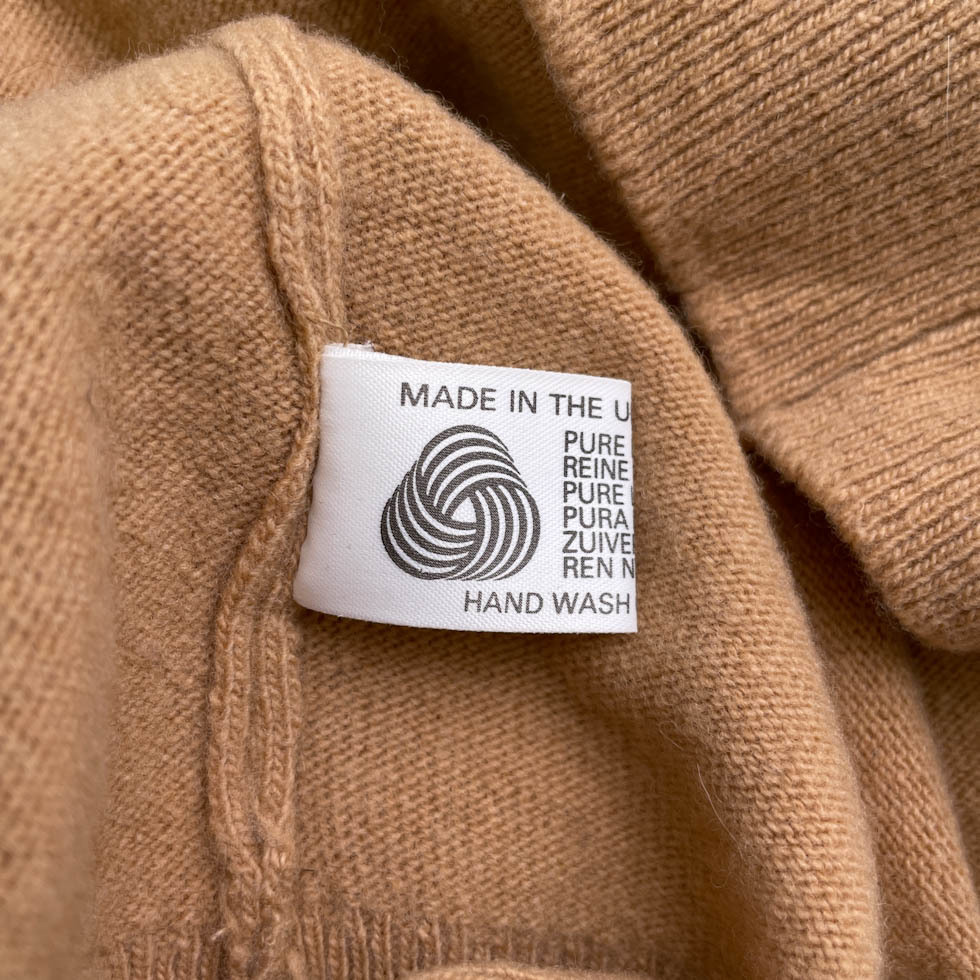 MADE IN THE U
PURE
REINE
PURE
PURA
ZUIVE
REN N
HAND WASH